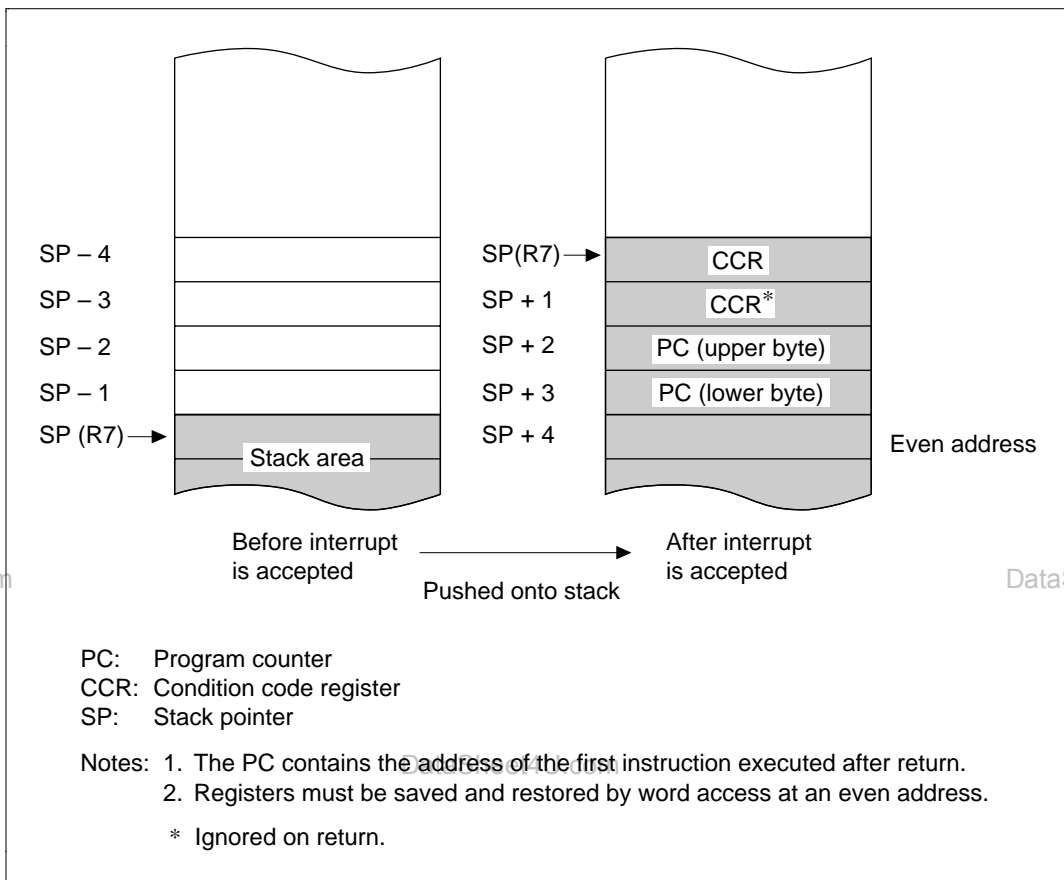 SP – 4
SP – 3
SP – 2
SP – 1
SP (R7)
Stack area
SP(R7)
SP + 1
SP + 2
SP + 3
SP + 4
CCR
CCR*
PC (upper byte)
PC (lower byte)
Even address
Before interrupt
is accepted
Pushed onto stack
After interrupt
is accepted
PC: Program counter
CCR: Condition code register
SP: Stack pointer
Notes: 1. The PC contains the address of the first instruction executed after return.
2. Registers must be saved and restored by word access at an even address.
* Ignored on return.
DataSheet4U.com